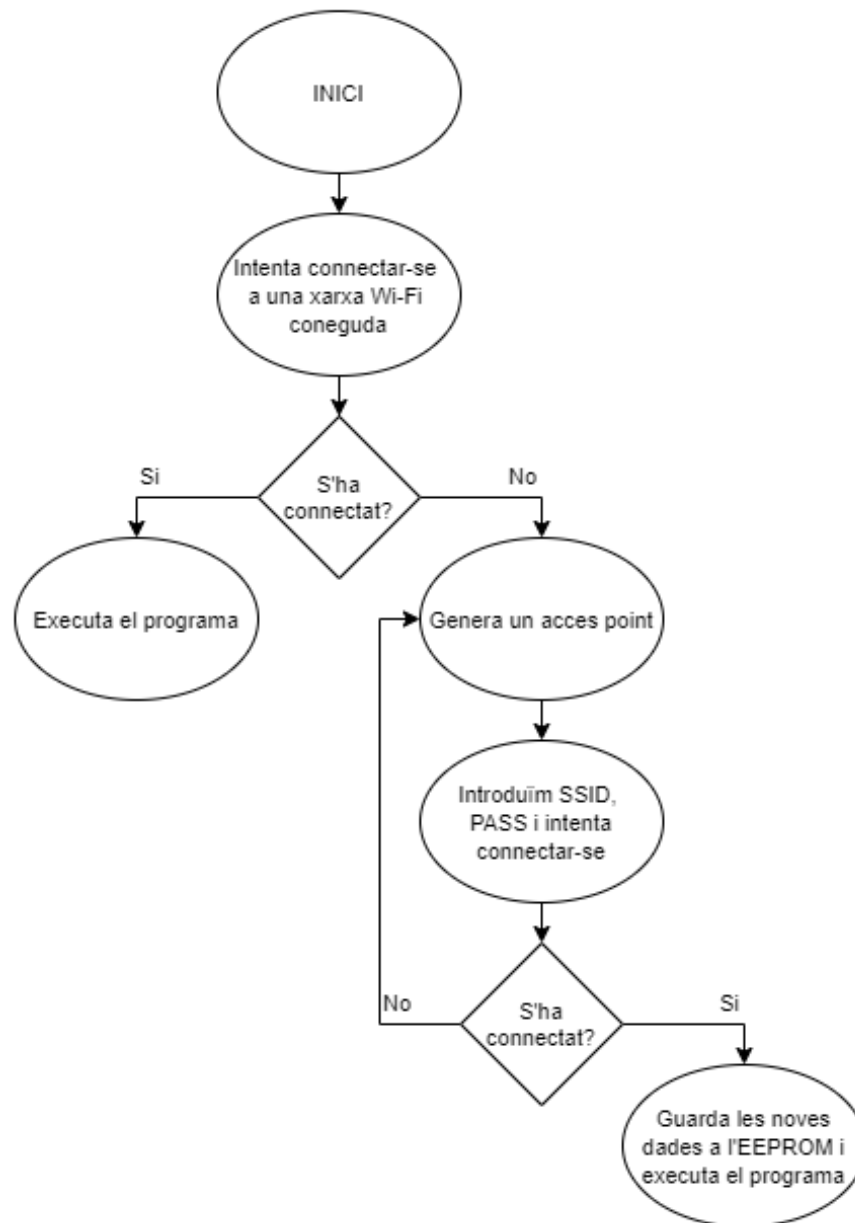 INICI
Intenta connectar-se
a una xarxa Wi-Fi
coneguda
Si
S'ha
connectat?
No
Executa el programa
Genera un acces point
Introduïm SSID,
PASS i intenta
connectar-se
No
S'ha
connectat?
Si
Guarda les noves
dades a l'EEPROM i
executa el programa